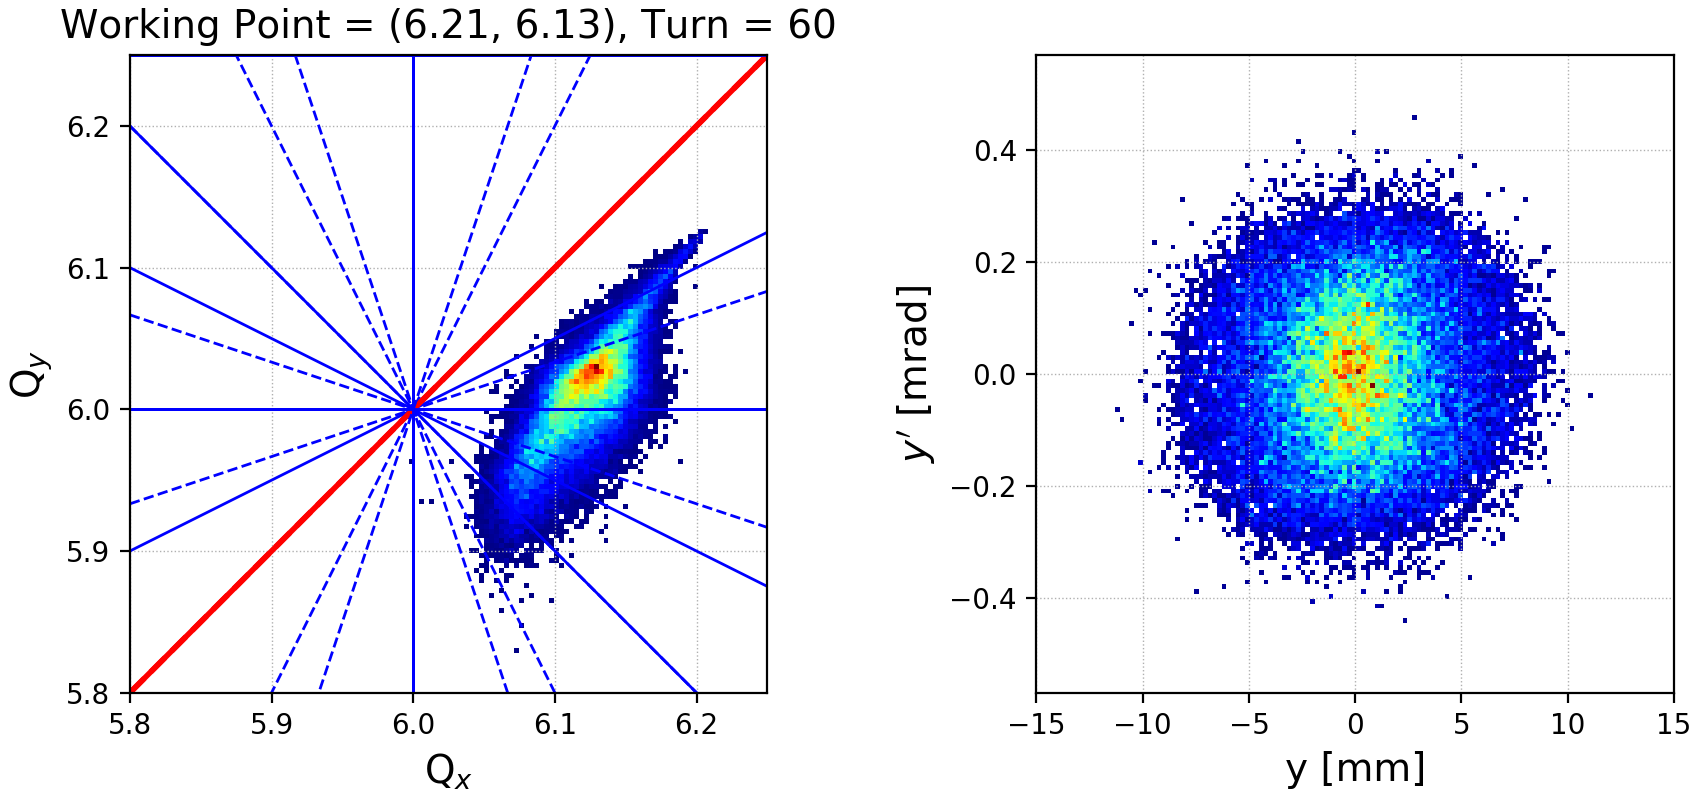 Working Point = (6.21, 6.13), Turn = 60
6.2
6.1
6.0
5.9
5.8
Q_y
5.8 5.9 6.0 6.1 6.2
Q_x
0.4
0.2
0.0
−0.2
−0.4
y′ [mrad]
−15 −10 −5 0 5 10 15
y [mm]